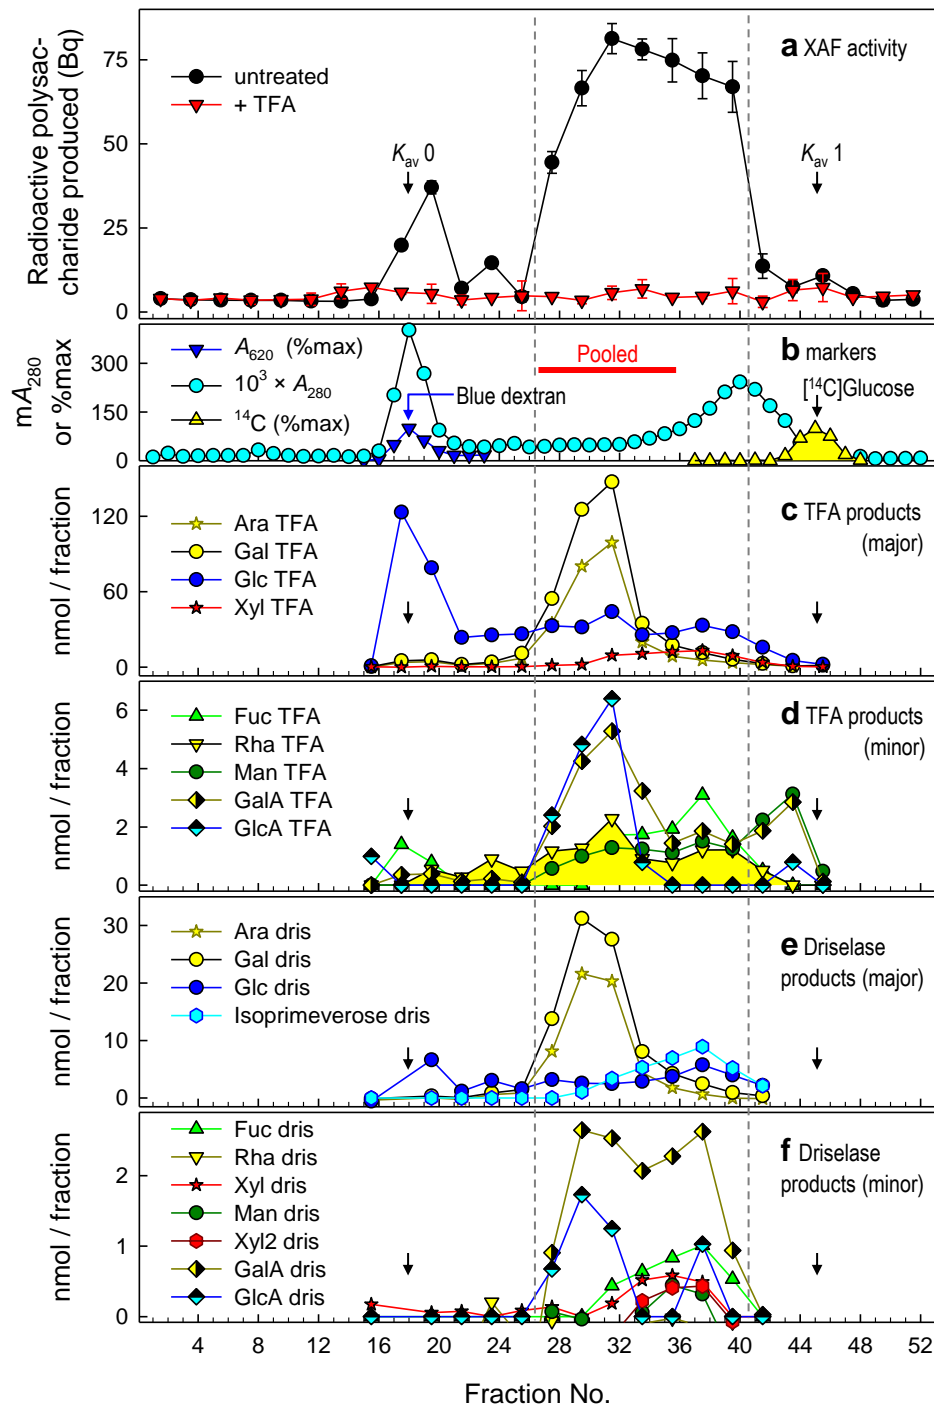 a XAF activity
Radioactive polysac-
charide produced (Bq)
75
50
25
0
untreated
+ TFA
Kav 0
Kav 1
b markers
mA280
or %max
300
150
0
A620 (%max)
10³ × A280
¹⁴C (%max)
Pooled
Blue dextran
[¹⁴C]Glucose
c TFA products
(major)
nmol / fraction
120
60
0
Ara TFA
Gal TFA
Glc TFA
Xyl TFA
d TFA products
(minor)
nmol / fraction
6
4
2
0
Fuc TFA
Rha TFA
Man TFA
GalA TFA
GlcA TFA
e Driselase
products (major)
nmol / fraction
30
20
10
0
Ara dris
Gal dris
Glc dris
Isoprimeverose dris
f Driselase
products (minor)
nmol / fraction
2
1
0
Fuc dris
Rha dris
Xyl dris
Man dris
Xyl2 dris
GalA dris
GlcA dris
4 8 12 16 20 24 28 32 36 40 44 48 52
Fraction No.